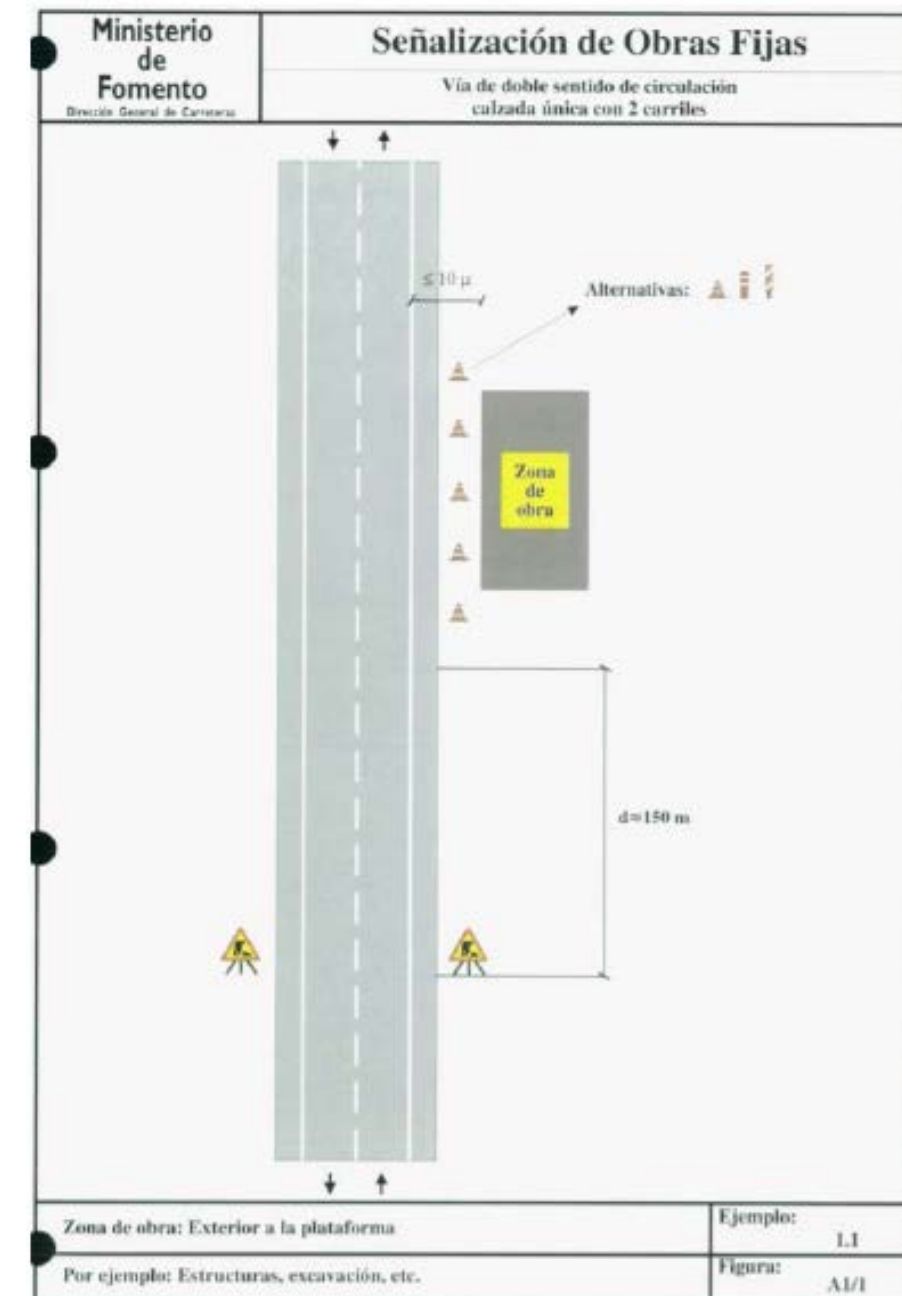 Ministerio
de
Fomento
Dirección General de Carreteras
Señalización de Obras Fijas
Vía de doble sentido de circulación
calzada única con 2 carriles
≤ 10 µ
Alternativas:
Zona
de
obra
d=150 m
Zona de obra: Exterior a la plataforma
Ejemplo:
1.1
Por ejemplo: Estructuras, excavación, etc.
Figura:
A1/1